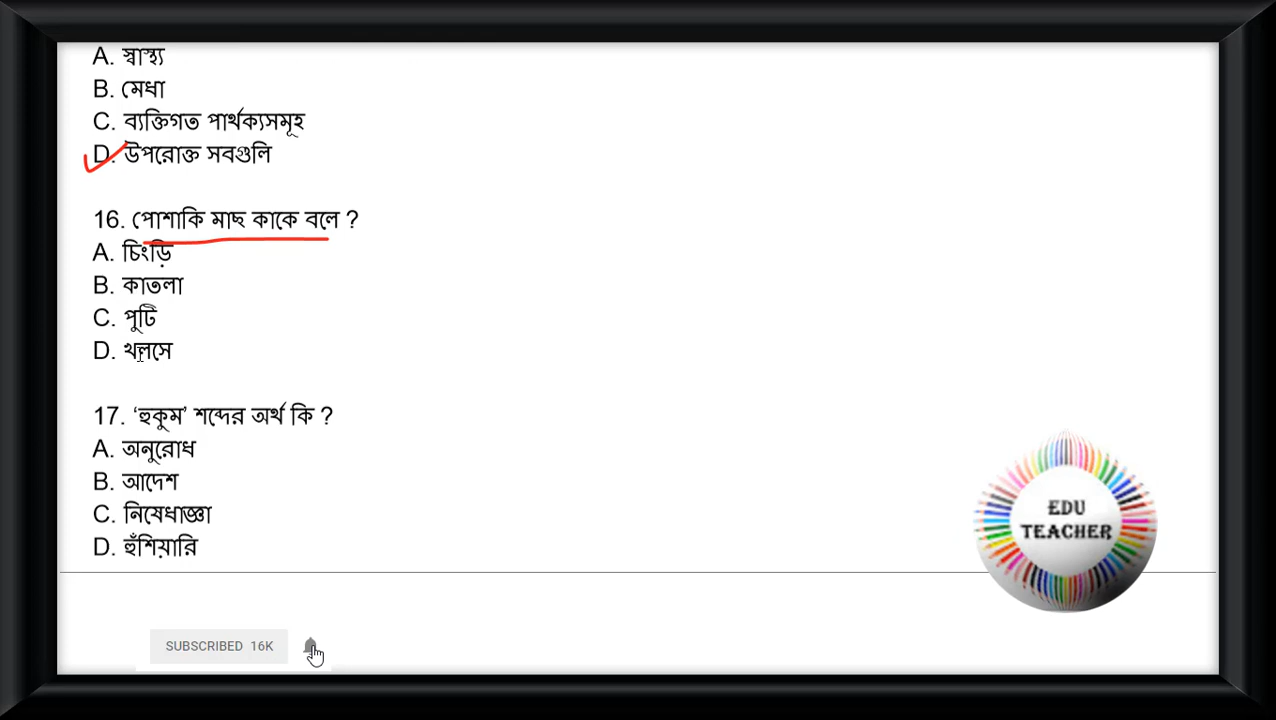 A. স্বাস্থ্য
B. মেধা
C. ব্যক্তিগত পার্থক্যসমূহ
D. উপরোক্ত সবগুলি
16. পোশাকি মাছ কাকে বলে ?
A. চিংড়ি
B. কাতলা
C. পুটি
D. খলসে
17. ‘হুকুম’ শব্দের অর্থ কি ?
A. অনুরোধ
B. আদেশ
C. নিষেধাজ্ঞা
D. হুঁশিয়ারি
EDU
TEACHER
SUBSCRIBED 16K